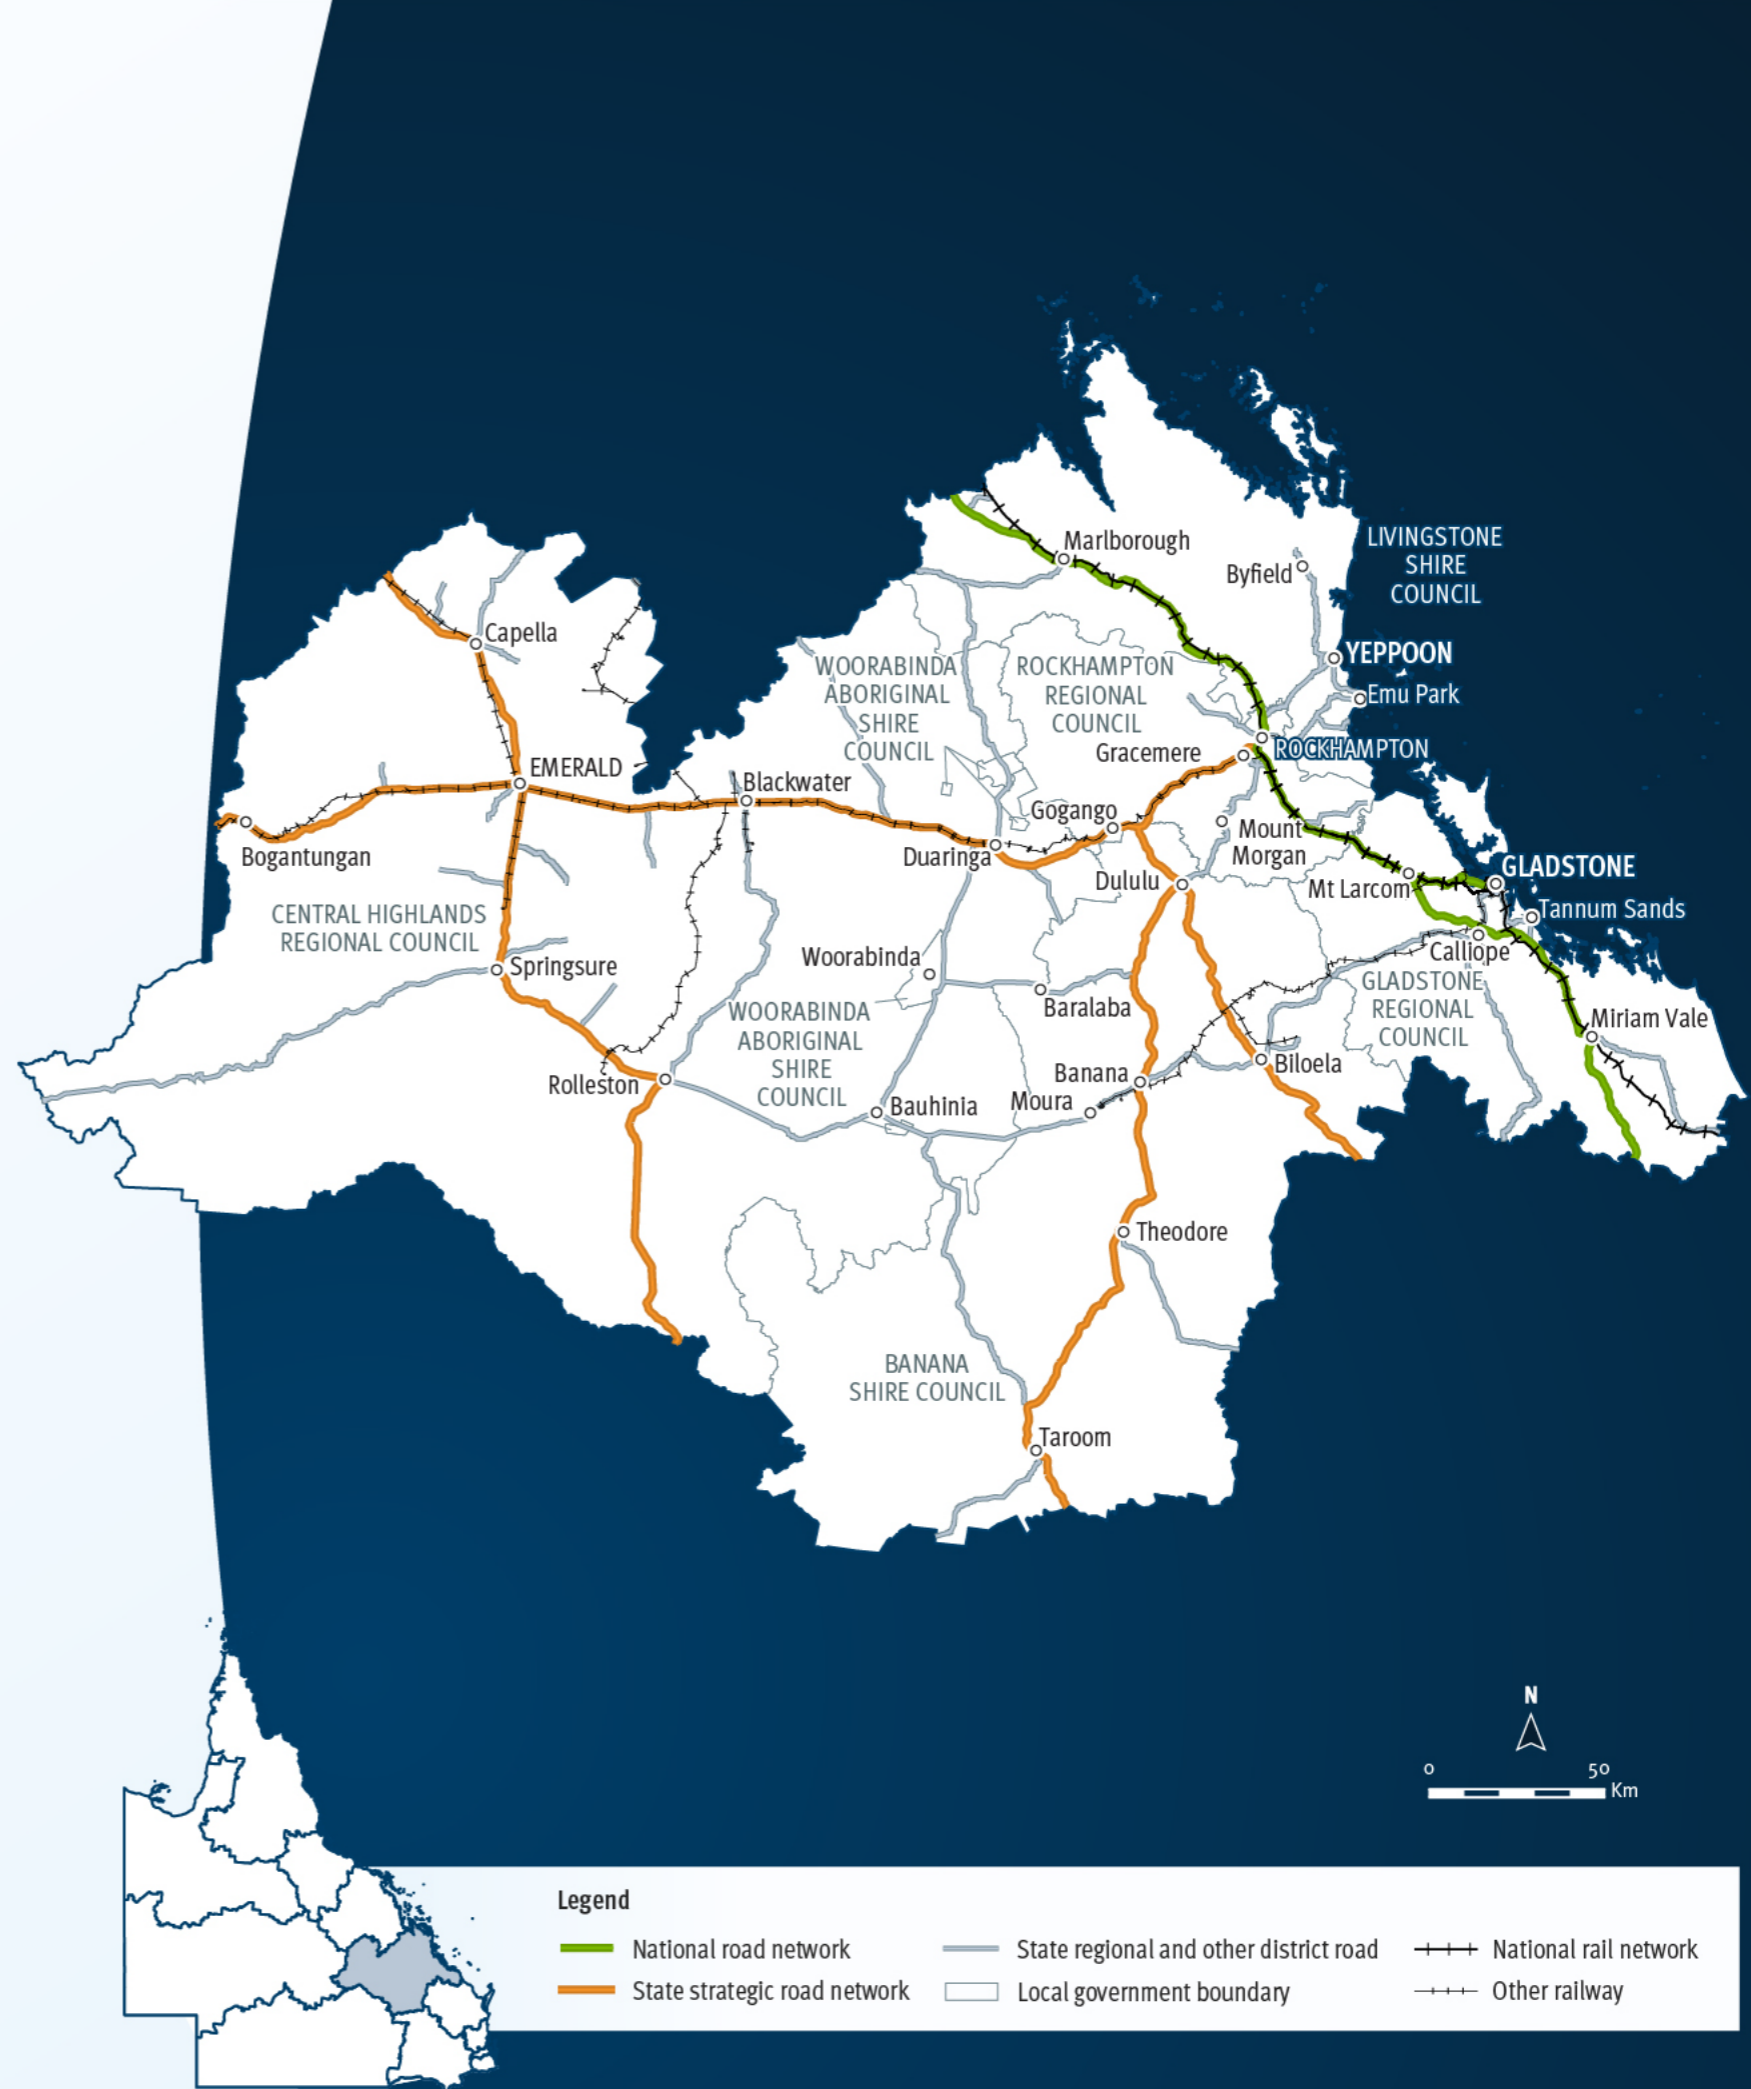 LIVINGSTONE
SHIRE
COUNCIL
Marlborough
Byfield
Capella
YEPPOON
WOORABINDA
ABORIGINAL
SHIRE
COUNCIL
ROCKHAMPTON
REGIONAL
COUNCIL
Emu Park
Gracemere
ROCKHAMPTON
EMERALD
Blackwater
Gogango
Mount
Morgan
Bogantungan
Duaringa
Dululu
Mt Larcom
GLADSTONE
Tannum Sands
CENTRAL HIGHLANDS
REGIONAL COUNCIL
Springsure
Woorabinda
Calliope
Baralaba
GLADSTONE
REGIONAL
COUNCIL
WOORABINDA
ABORIGINAL
SHIRE
COUNCIL
Miriam Vale
Rolleston
Banana
Biloela
Bauhinia
Moura
Theodore
BANANA
SHIRE COUNCIL
Taroom
N
0 50
Km
Legend
National road network
State strategic road network
State regional and other district road
Local government boundary
National rail network
Other railway